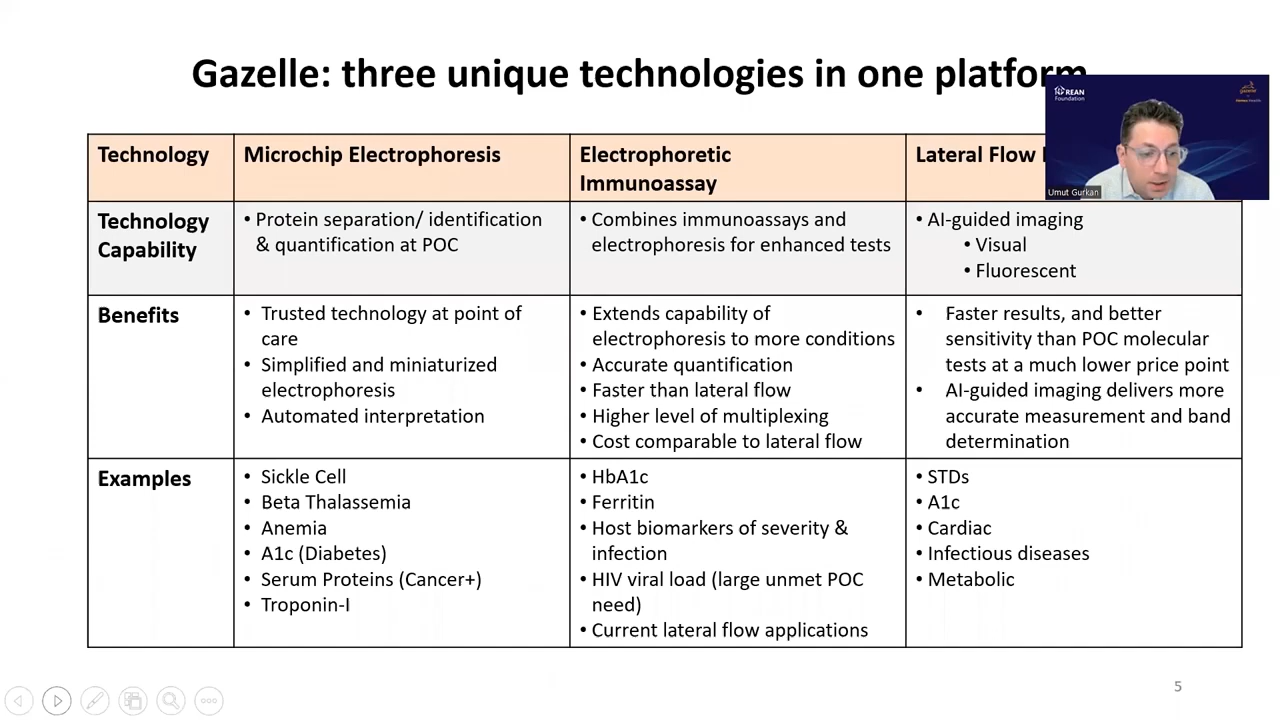 Gazelle: three unique technologies in one platform
REAN
Foundation
gazelle
Umut Gurkan
Technology
Microchip Electrophoresis
Electrophoretic
Immunoassay
Lateral Flow
Technology
Capability
• Protein separation/ identification
& quantification at POC
• Combines immunoassays and
electrophoresis for enhanced tests
• AI-guided imaging
• Visual
• Fluorescent
Benefits
• Trusted technology at point of
care
• Simplified and miniaturized
electrophoresis
• Automated interpretation
• Extends capability of
electrophoresis to more conditions
• Accurate quantification
• Faster than lateral flow
• Higher level of multiplexing
• Cost comparable to lateral flow
• Faster results, and better
sensitivity than POC molecular
tests at a much lower price point
• AI-guided imaging delivers more
accurate measurement and band
determination
Examples
• Sickle Cell
• Beta Thalassemia
• Anemia
• A1c (Diabetes)
• Serum Proteins (Cancer+)
• Troponin-I
• HbA1c
• Ferritin
• Host biomarkers of severity &
infection
• HIV viral load (large unmet POC
need)
• Current lateral flow applications
• STDs
• A1c
• Cardiac
• Infectious diseases
• Metabolic
5